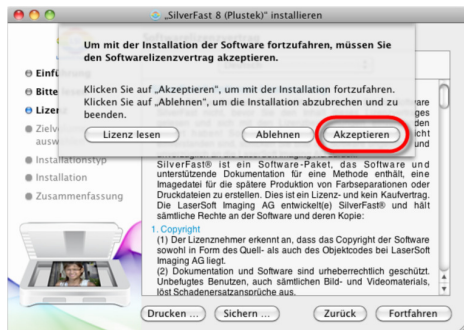 „SilverFast 8 (Plustek)" installieren
Um mit der Installation der Software fortzufahren, müssen Sie
den Softwarelizenzvertrag akzeptieren.
Klicken Sie auf „Akzeptieren", um mit der Installation fortzufahren.
Klicken Sie auf „Ablehnen", um die Installation abzubrechen und zu
beenden.
Lizenz lesen
Ablehnen
Akzeptieren
Einführung
Bitte
Lizen
Zielv
ausw
Installationstyp
Installation
Zusammenfassung
SilverFast® ist ein Software-Paket, das Software und
unterstützende Dokumentation für eine Methode enthält, eine
Imagedatei für die spätere Produktion von Farbseparationen oder
Druckdateien zu erstellen. Dies ist ein Lizenz- und kein Kaufvertrag.
Die LaserSoft Imaging AG entwickelt(e) SilverFast® und hält
sämtliche Rechte an der Software und deren Kopie:
1. Copyright
(1) Der Lizenznehmer erkennt an, dass das Copyright der Software
sowohl in Form des Quell- als auch des Objektcodes bei LaserSoft
Imaging AG liegt.
(2) Dokumentation und Software sind urheberrechtlich geschützt.
Unbefugtes Benutzen, auch sämtlichen Bild- und Videomaterials,
löst Schadenersatzansprüche aus.
Drucken ...
Sichern ...
Zurück
Fortfahren